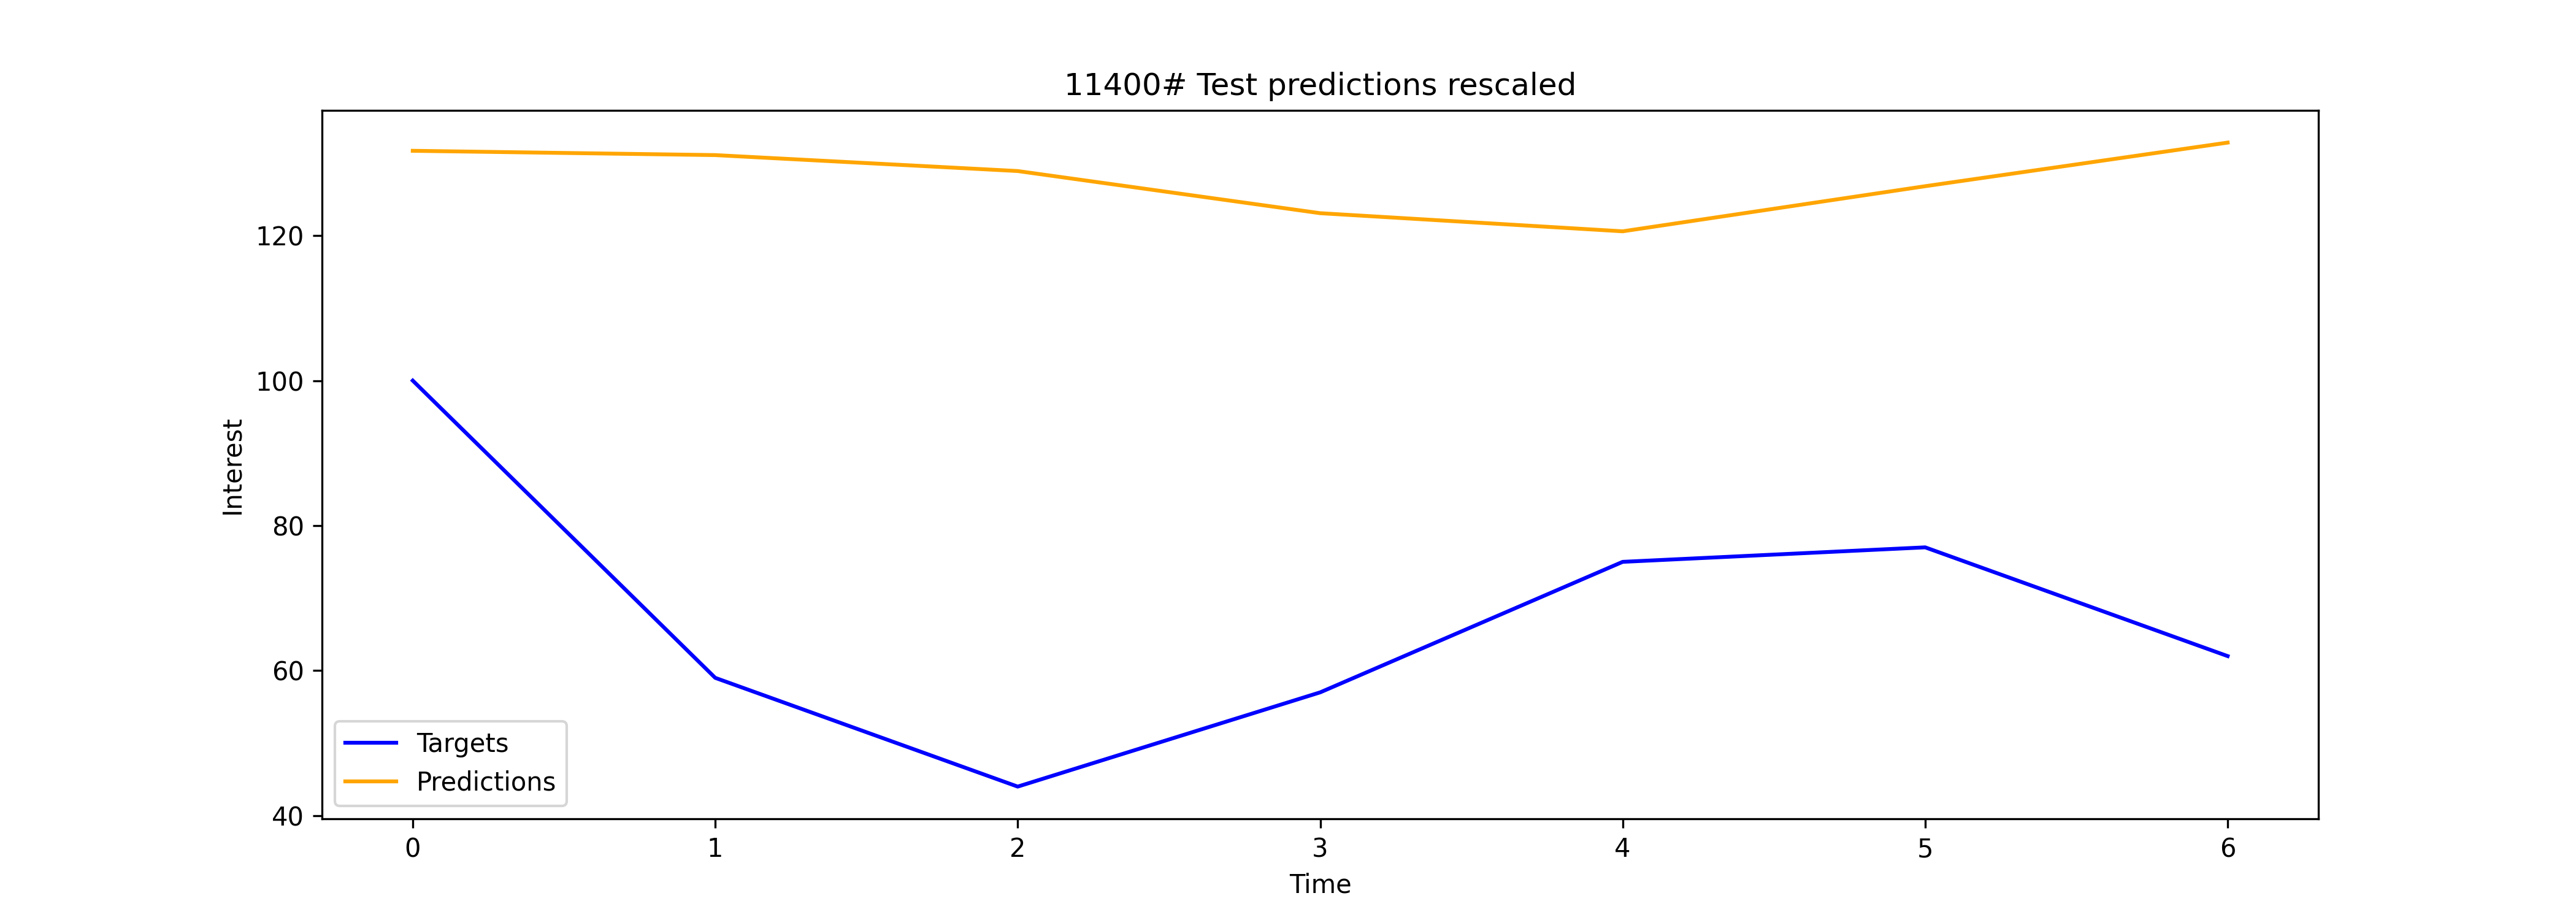 11400# Test predictions rescaled
120
100
80
60
40
Interest
Targets
Predictions
0 1 2 3 4 5 6
Time